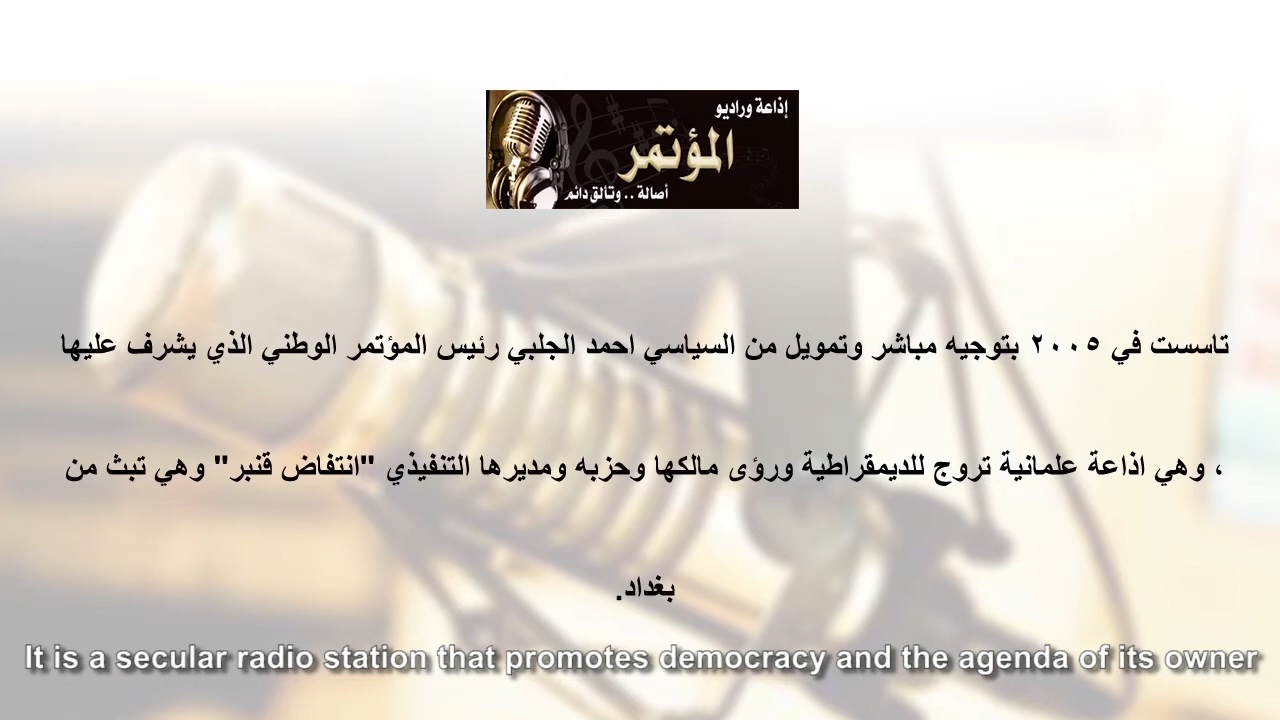 إذاعة وراديو
المؤتمر
أصالة .. وتألق دائم
تاسست في ٢٠٠٥ بتوجيه مباشر وتمويل من السياسي احمد الجلبي رئيس المؤتمر الوطني الذي يشرف عليها
، وهي اذاعة علمانية تروج للديمقراطية ورؤى مالكها وحزبه ومديرها التنفيذي "انتفاض قنبر" وهي تبث من
بغداد.
It is a secular radio station that promotes democracy and the agenda of its owner